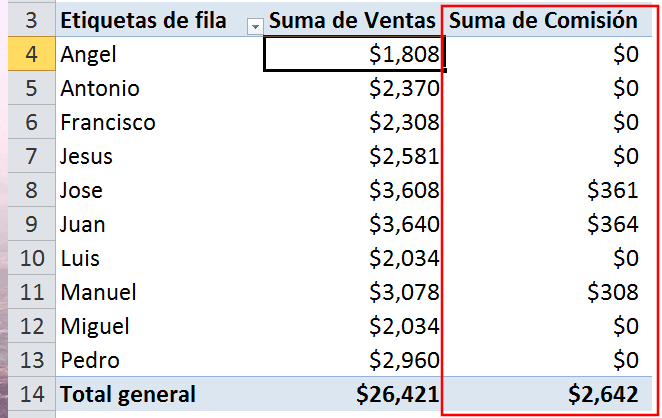 3 Etiquetas de fila Suma de Ventas Suma de Comisión
4 Angel $1,808 $0
5 Antonio $2,370 $0
6 Francisco $2,308 $0
7 Jesus $2,581 $0
8 Jose $3,608 $361
9 Juan $3,640 $364
10 Luis $2,034 $0
11 Manuel $3,078 $308
12 Miguel $2,034 $0
13 Pedro $2,960 $0
14 Total general $26,421 $2,642